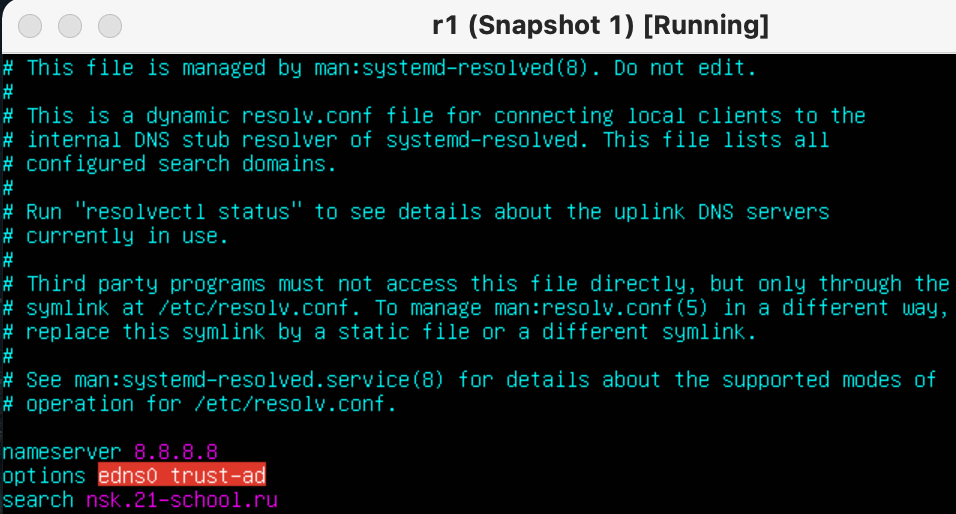 r1 (Snapshot 1) [Running]
# This file is managed by man:systemd-resolved(8). Do not edit.
#
# This is a dynamic resolv.conf file for connecting local clients to the
# internal DNS stub resolver of systemd-resolved. This file lists all
# configured search domains.
#
# Run "resolvectl status" to see details about the uplink DNS servers
# currently in use.
#
# Third party programs must not access this file directly, but only through the
# symlink at /etc/resolv.conf. To manage man:resolv.conf(5) in a different way,
# replace this symlink by a static file or a different symlink.
#
# See man:systemd-resolved.service(8) for details about the supported modes of
# operation for /etc/resolv.conf.
nameserver 8.8.8.8
options edns0 trust-ad
search nsk.21-school.ru